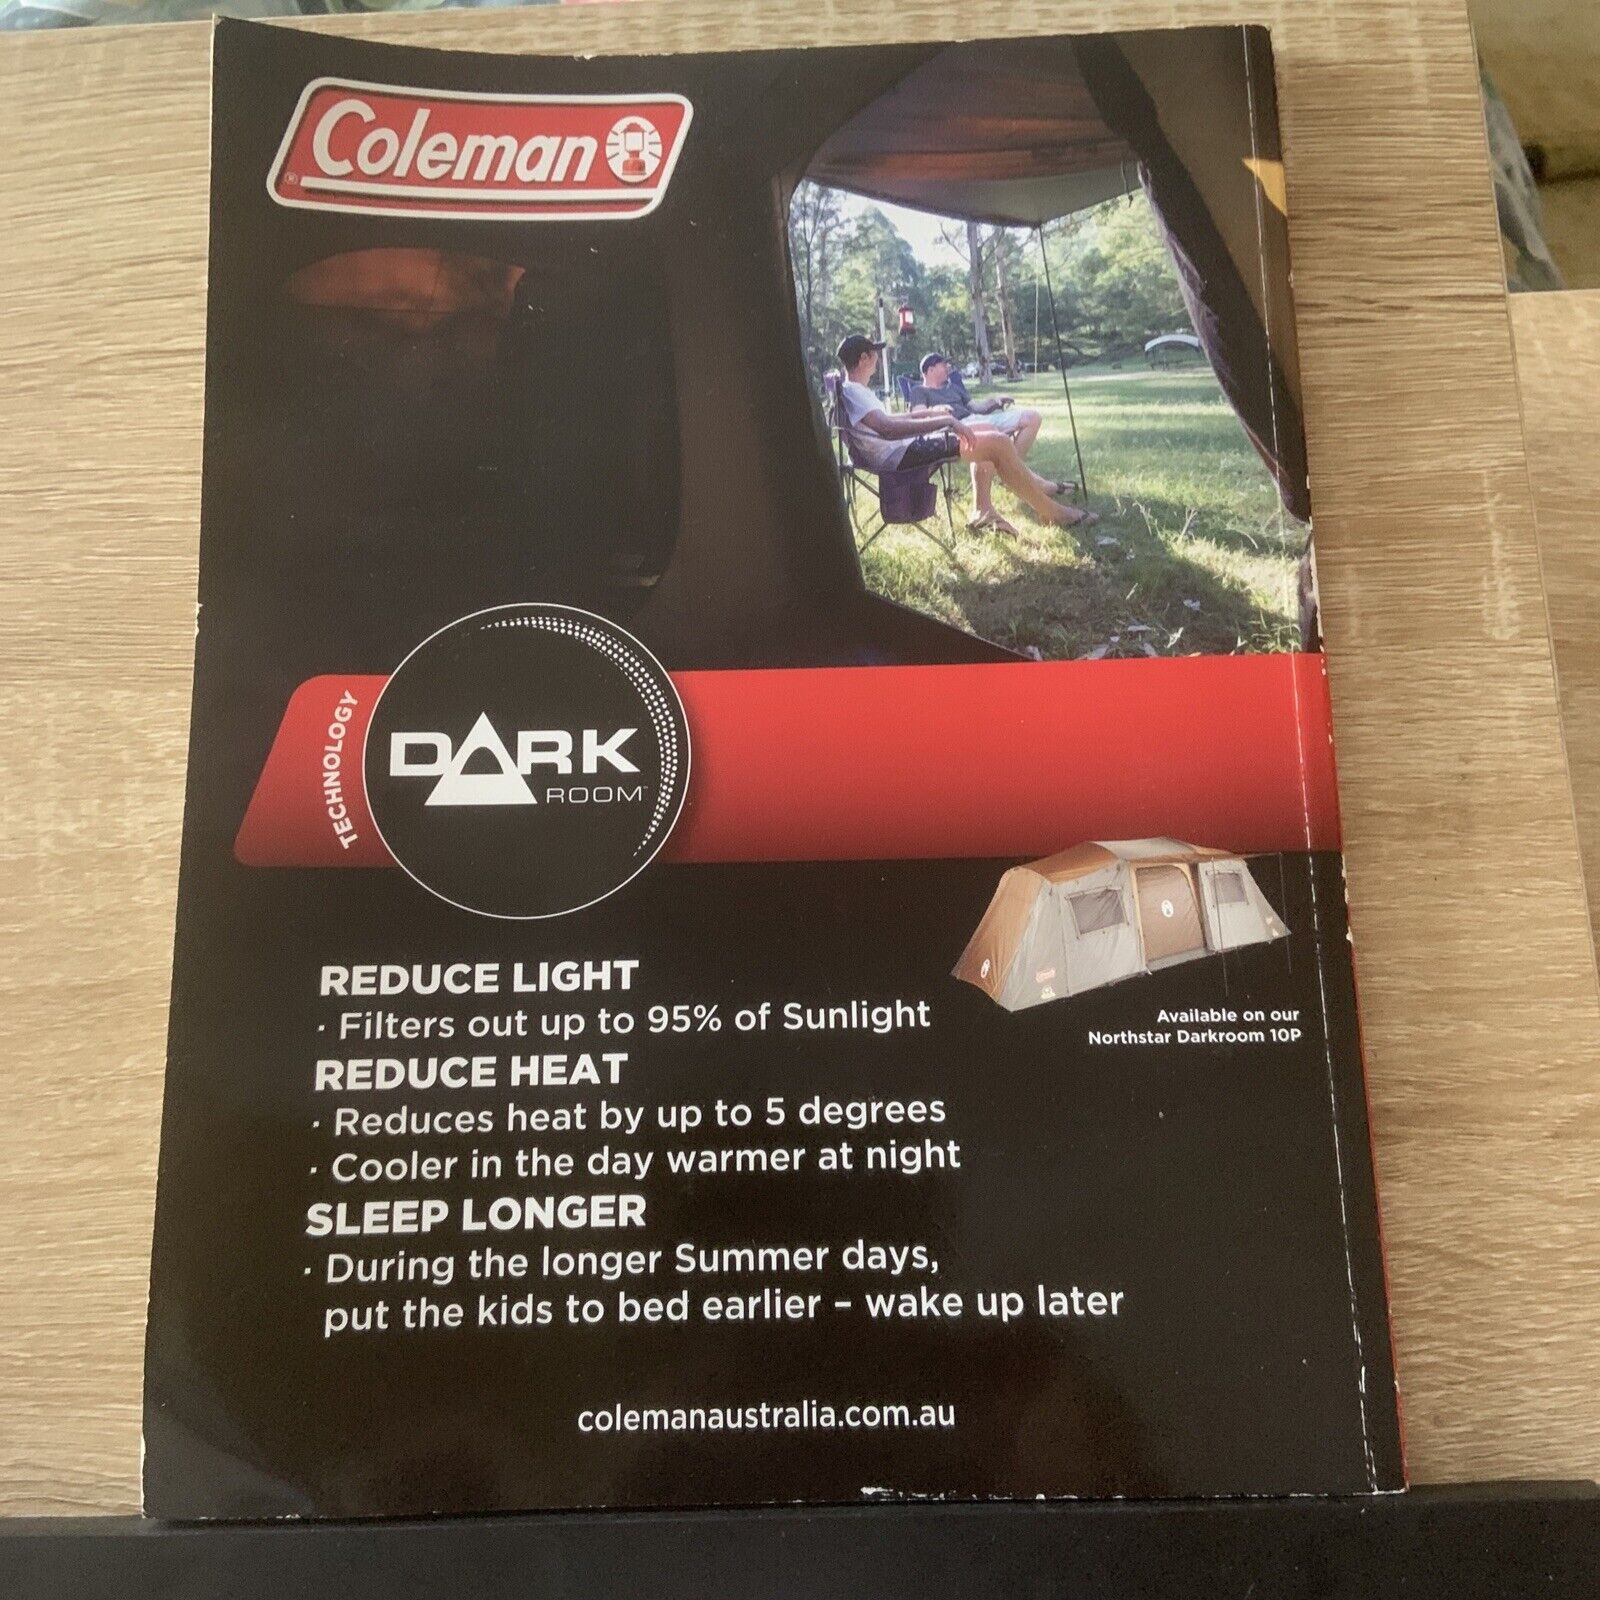 Coleman
®
TECHNOLOGY
DARK
ROOM™
REDUCE LIGHT
· Filters out up to 95% of Sunlight
REDUCE HEAT
· Reduces heat by up to 5 degrees
· Cooler in the day warmer at night
SLEEP LONGER
· During the longer Summer days,
put the kids to bed earlier – wake up later
Available on our
Northstar Darkroom 10P
colemanaustralia.com.au